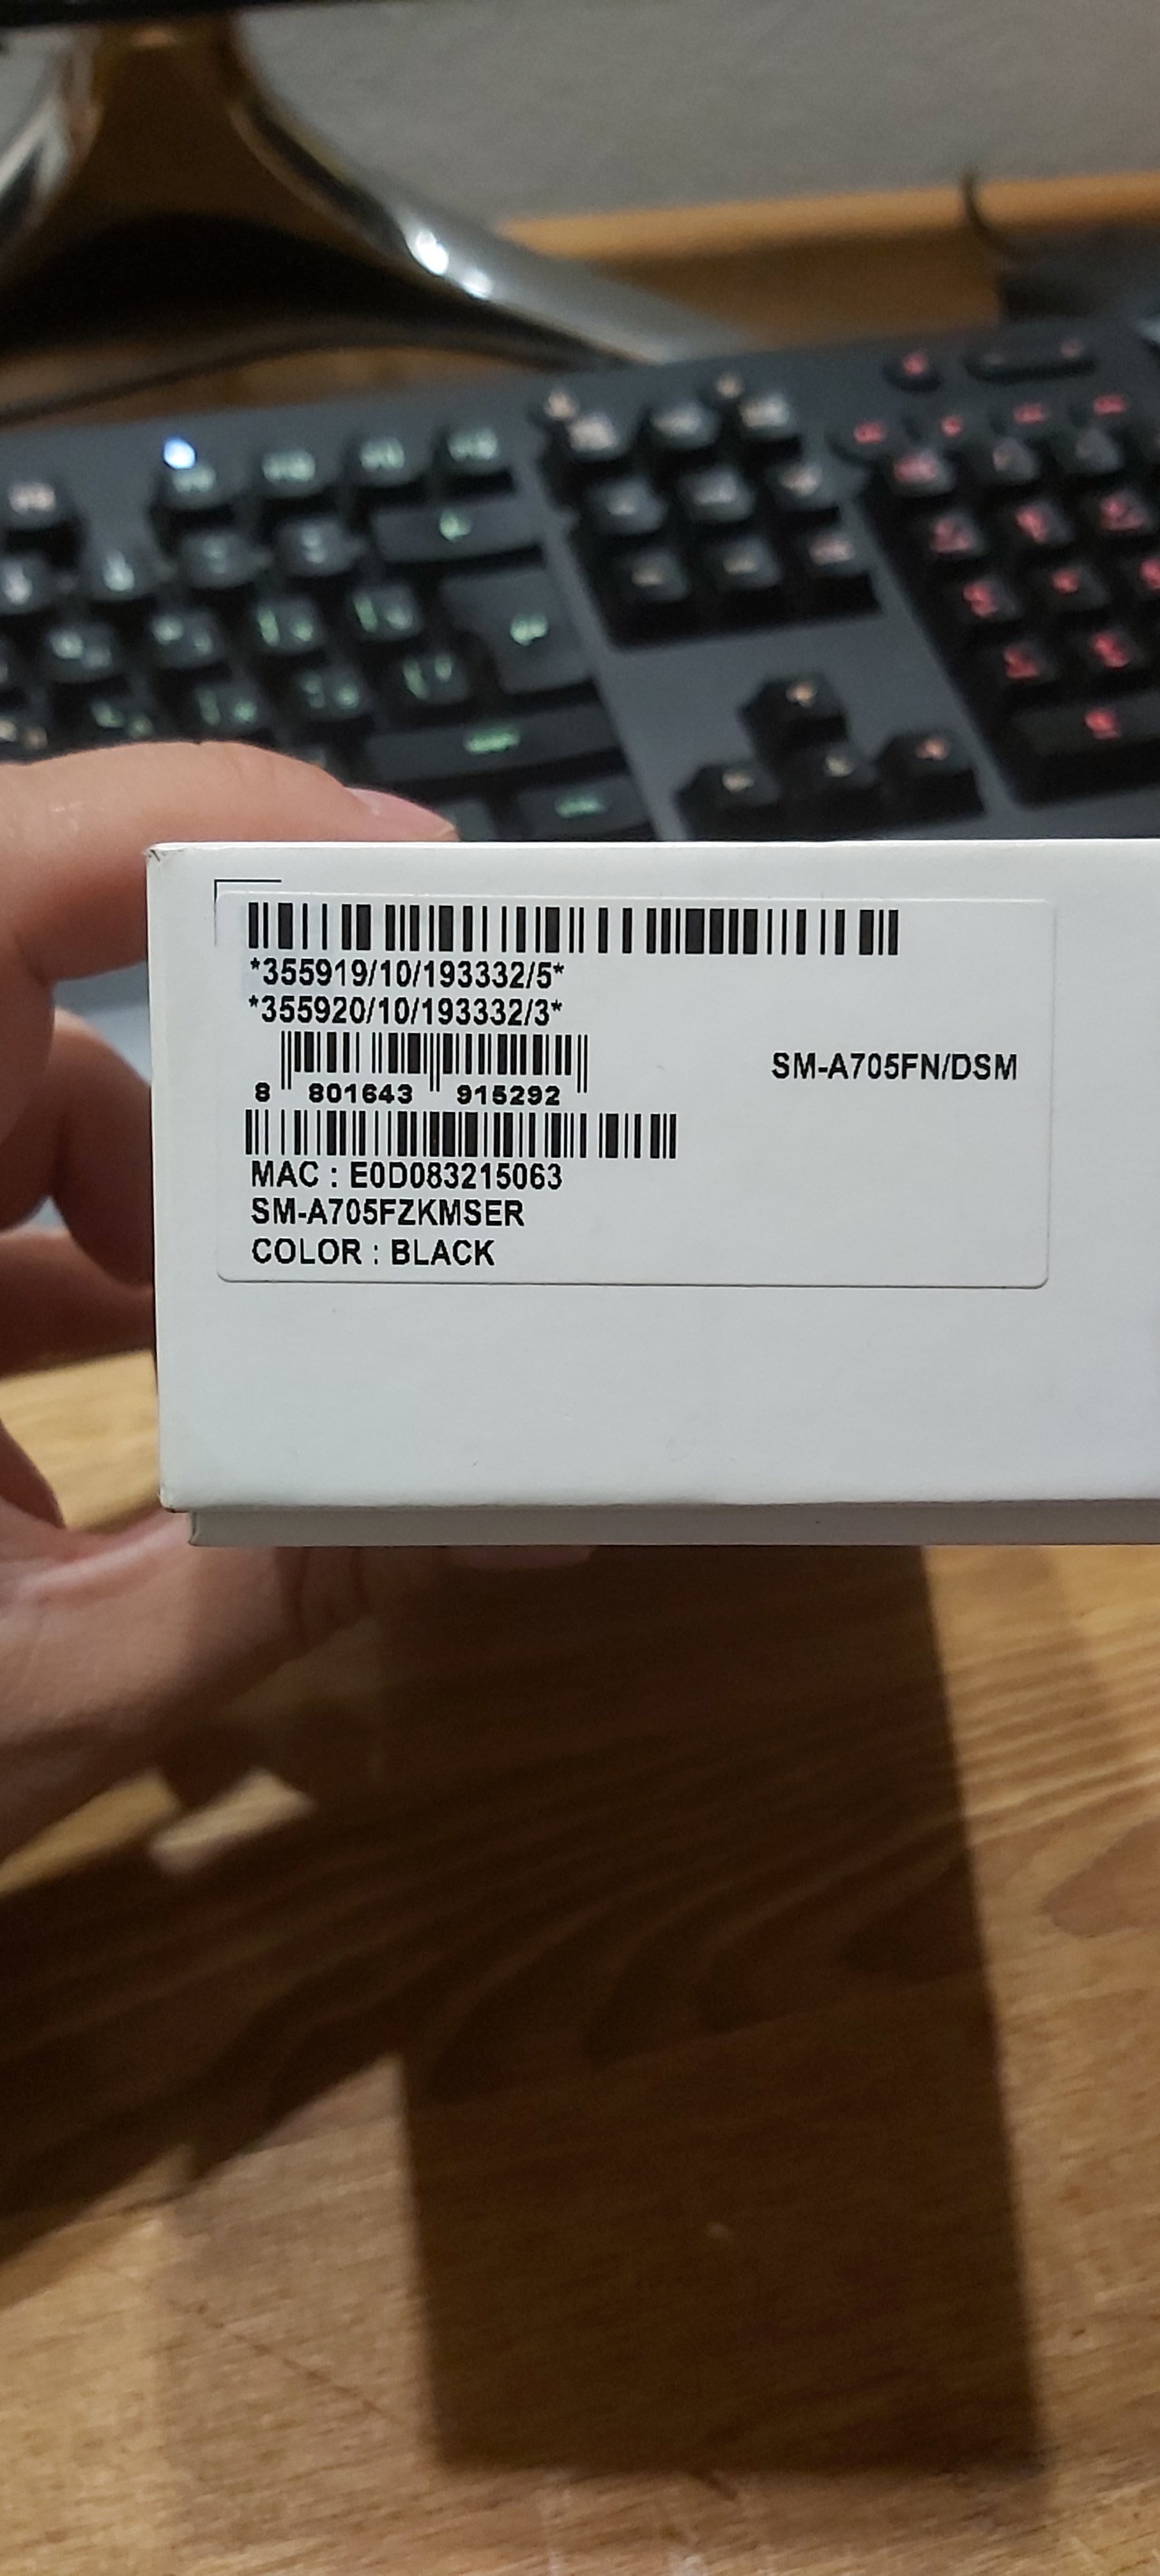 *355919/10/193332/5*
*355920/10/193332/3*
8 801643 915292
SM-A705FN/DSM
MAC : E0D083215063
SM-A705FZKMSER
COLOR : BLACK